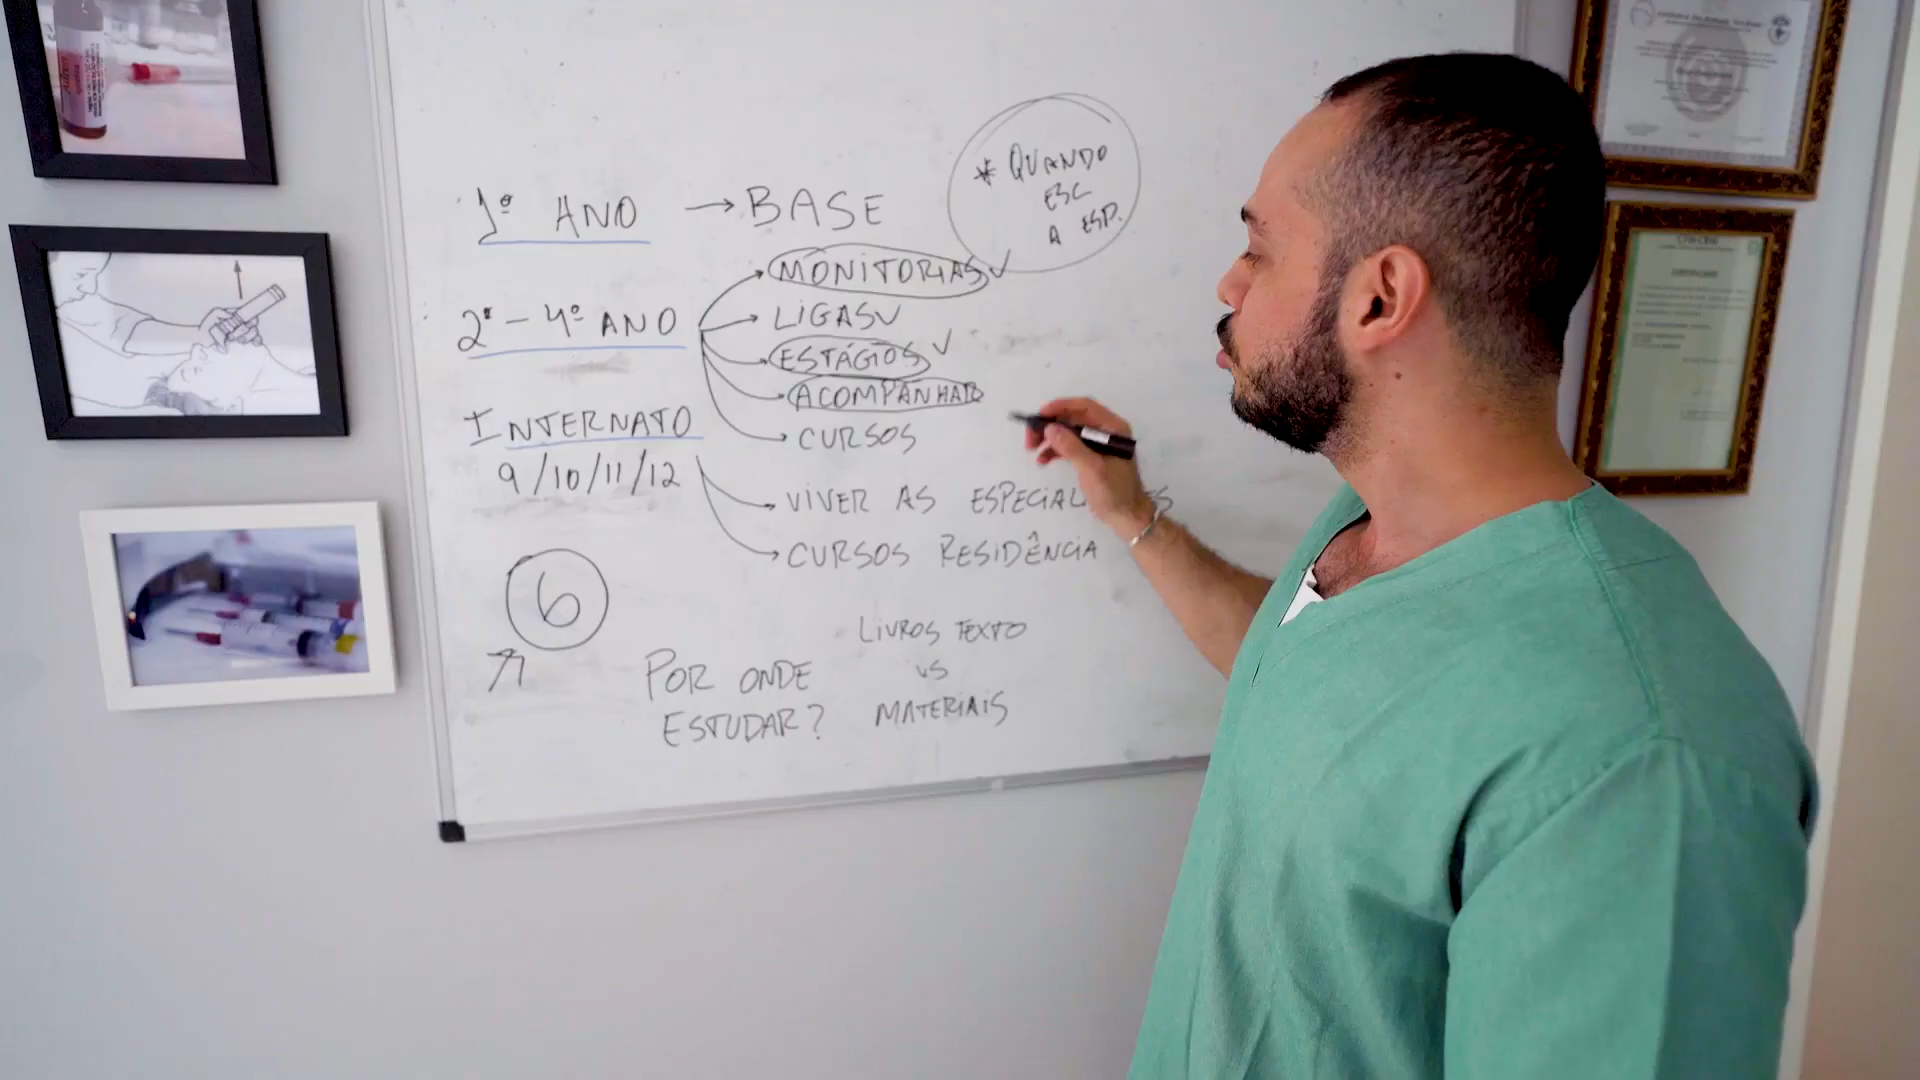 1º ANO → BASE
* QUANDO
ESC
A ESP.
2º - 4º ANO
MONITORIAS ✓
LIGAS ✓
ESTÁGIOS ✓
ACOMPANHAR
CURSOS
INTERNATO
9/10/11/12
VIVER AS
CURSOS RESIDÊNCIA
6
POR ONDE
ESTUDAR?
LIVROS TEXTO
vs
MATERIAIS